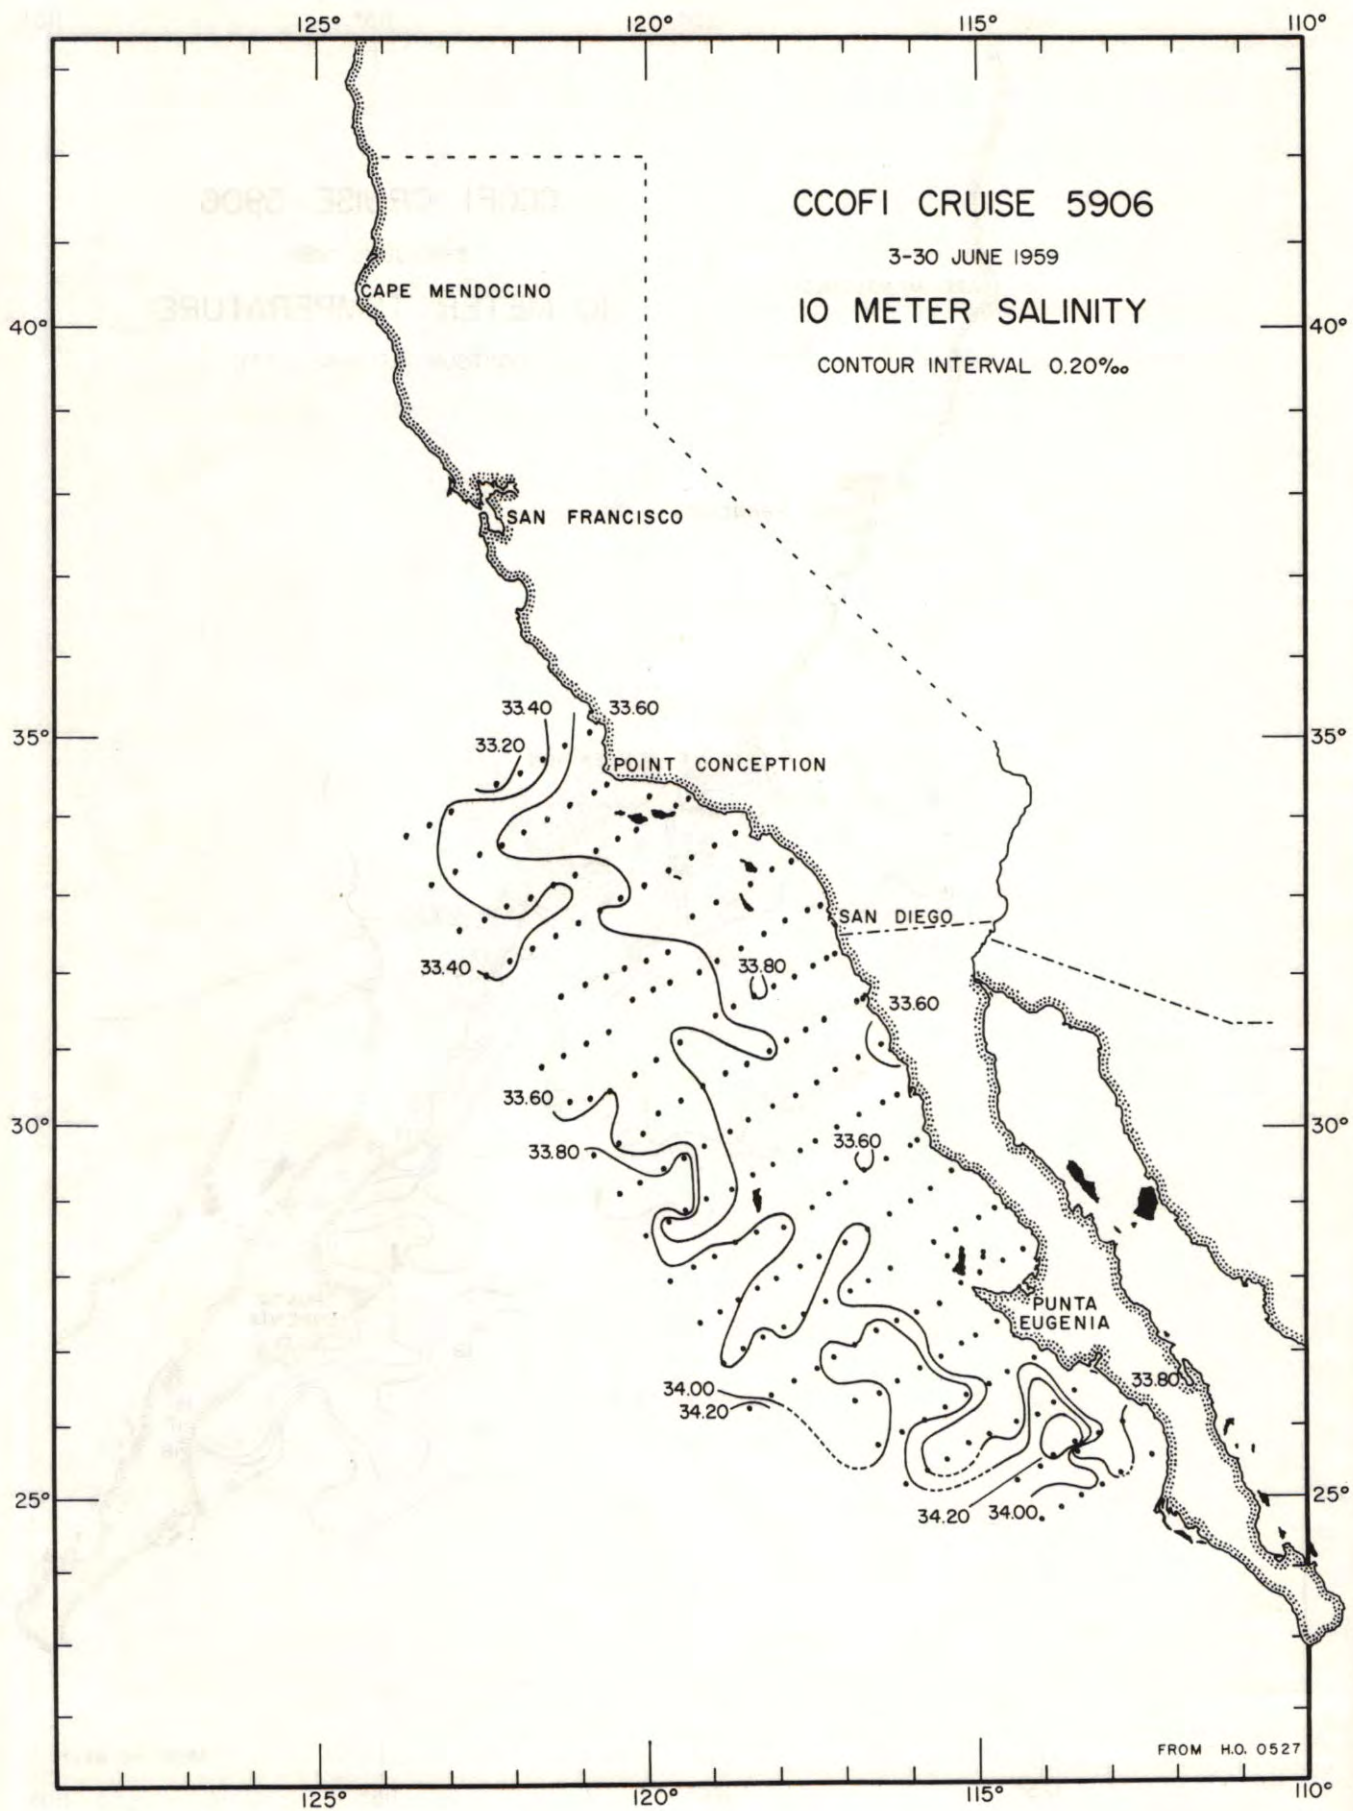 125° 120° 115° 110°
CCOFI CRUISE 5906
3-30 JUNE 1959
10 METER SALINITY
CONTOUR INTERVAL 0.20‰
CAPE MENDOCINO
40° 40°
SAN FRANCISCO
33.40 33.60
33.20
35° 35°
POINT CONCEPTION
SAN DIEGO
33.40 33.80
33.60
33.60
30° 30°
33.80 33.60
PUNTA
EUGENIA
33.80
34.00
34.20
25° 25°
34.20 34.00
FROM H.O. 0527
125° 120° 115° 110°